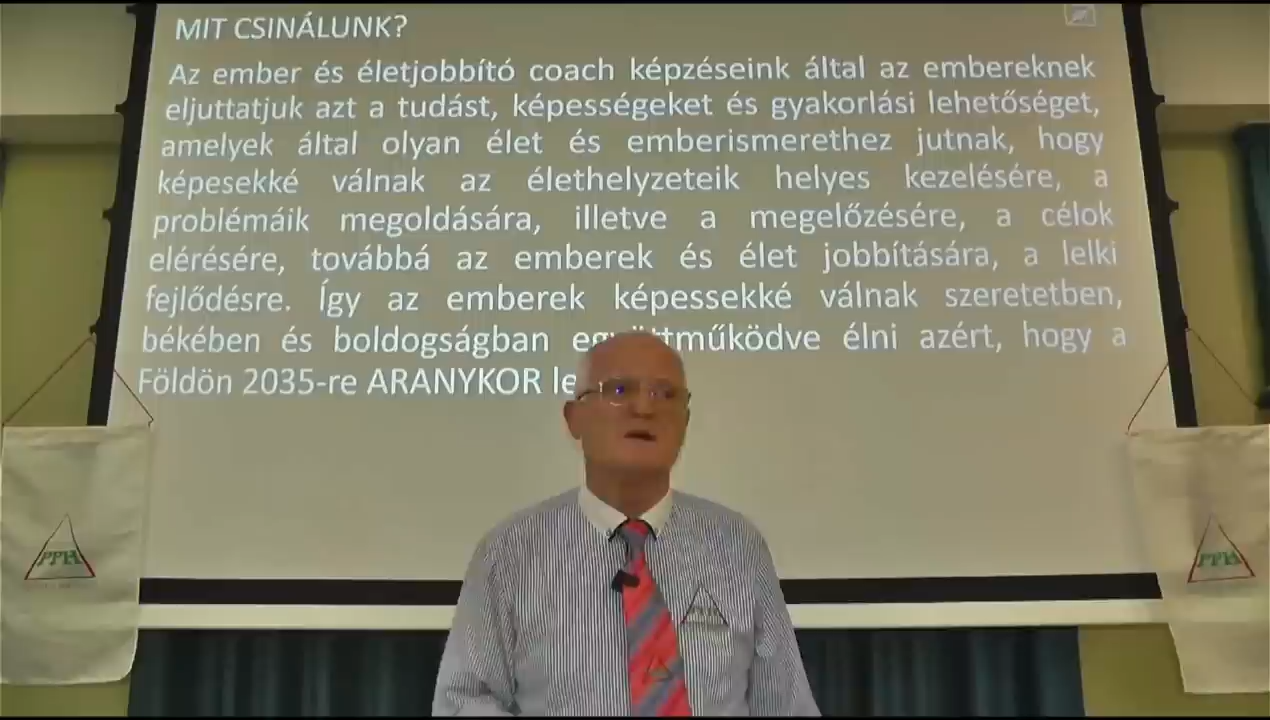 MIT CSINÁLUNK?
Az ember és életjobbító coach képzéseink által az embereknek
eljuttatjuk azt a tudást, képességeket és gyakorlási lehetőséget,
amelyek által olyan élet és emberismerethez jutnak, hogy
képesekké válnak az élethelyzeteik helyes kezelésére, a
problémáik megoldására, illetve a megelőzésére, a célok
elérésére, továbbá az emberek és élet jobbítására, a lelki
fejlődésre. Így az emberek képessekké válnak szeretetben,
békében és boldogságban élni azért, hogy a
Földön 2035-re ARANYKOR
PPH
PPH